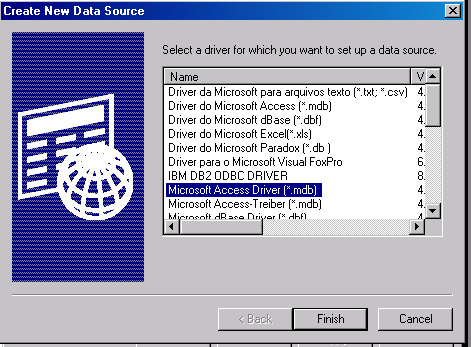 Create New Data Source
Select a driver for which you want to set up a data source.
Name V
Driver da Microsoft para arquivos texto (*.txt; *.csv) 4.
Driver do Microsoft Access (*.mdb) 4.
Driver do Microsoft dBase (*.dbf) 4.
Driver do Microsoft Excel(*.xls) 4.
Driver do Microsoft Paradox (*.db ) 4.
Driver para o Microsoft Visual FoxPro 6.
IBM DB2 ODBC DRIVER 8.
Microsoft Access Driver (*.mdb) 4.
Microsoft Access-Treiber (*.mdb) 4.
Microsoft dBase Driver (*.dbf) 4.
< Back Finish Cancel